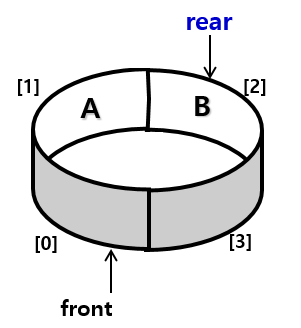 rear
[1]
[2]
A
B
[0]
[3]
front